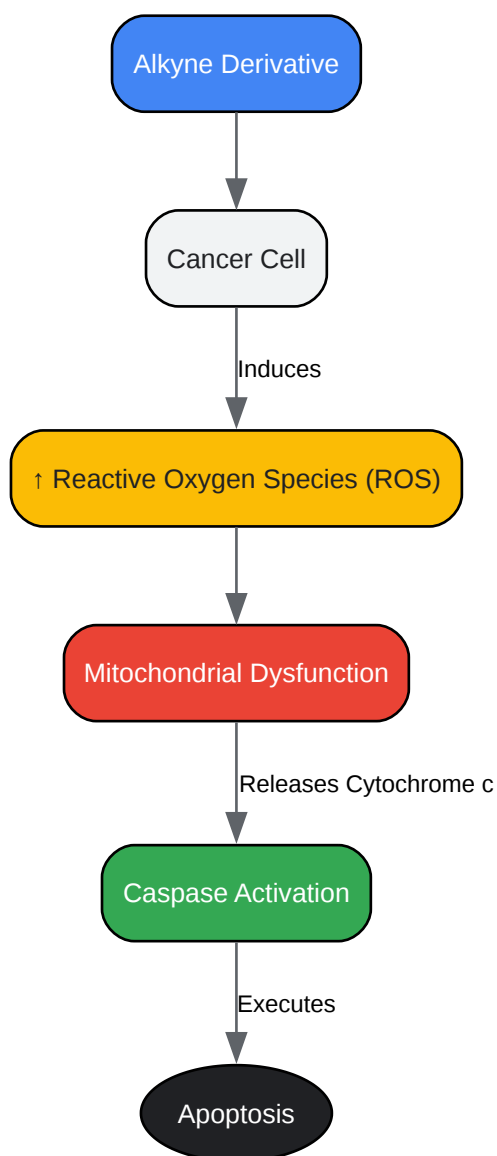 Alkyne Derivative
Cancer Cell
Induces
↑ Reactive Oxygen Species (ROS)
Mitochondrial Dysfunction
Releases Cytochrome c
Caspase Activation
Executes
Apoptosis